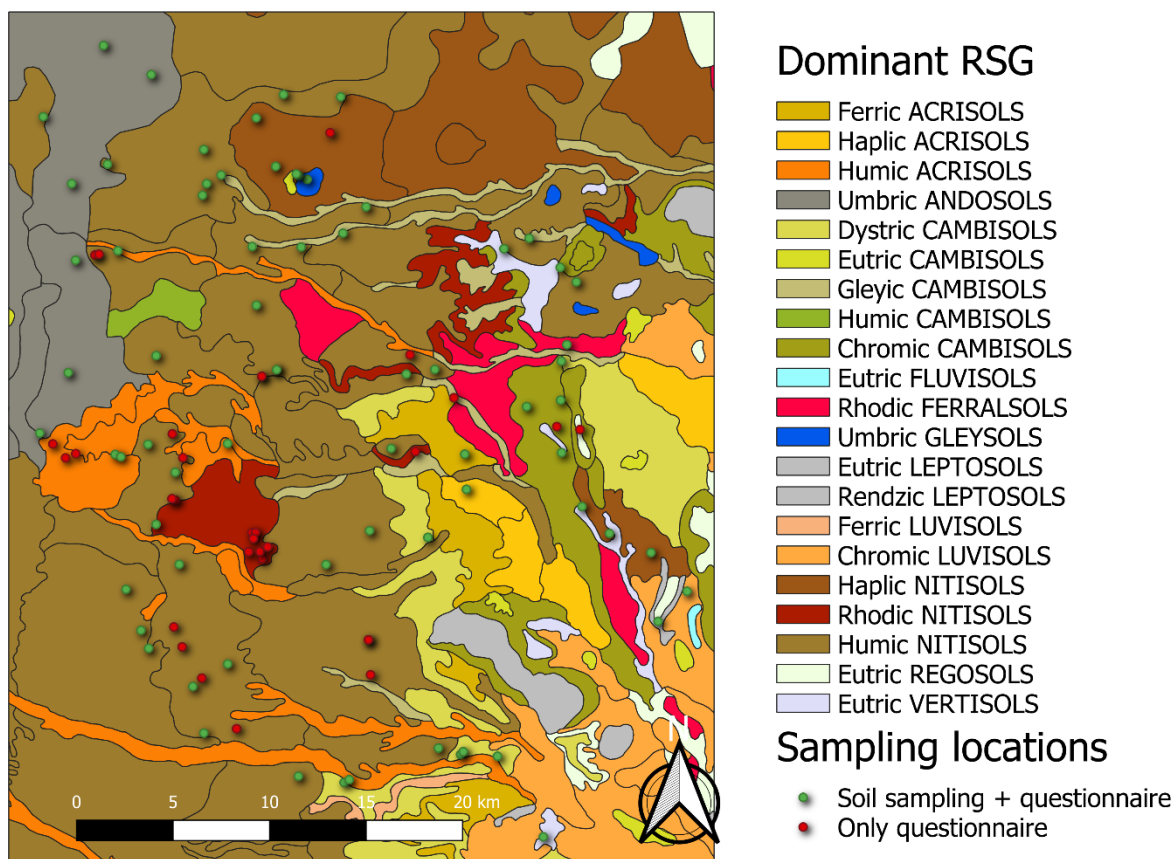 Dominant RSG
Ferric ACRISOLS
Haplic ACRISOLS
Humic ACRISOLS
Umbric ANDOSOLS
Dystric CAMBISOLS
Eutric CAMBISOLS
Gleyic CAMBISOLS
Humic CAMBISOLS
Chromic CAMBISOLS
Eutric FLUVISOLS
Rhodic FERRALSOLS
Umbric GLEYSOLS
Eutric LEPTOSOLS
Rendzic LEPTOSOLS
Ferric LUVISOLS
Chromic LUVISOLS
Haplic NITISOLS
Rhodic NITISOLS
Humic NITISOLS
Eutric REGOSOLS
Eutric VERTISOLS
Sampling locations
Soil sampling + questionnaire
Only questionnaire
N
0 5 10 15 20 km